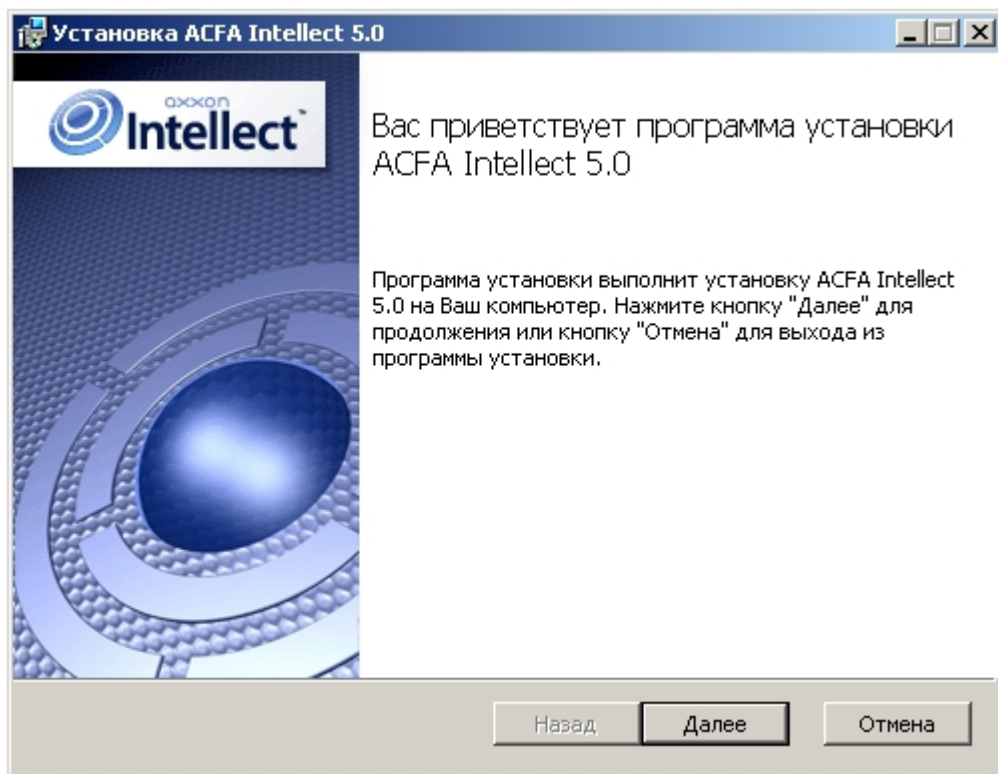 Установка ACFA Intellect 5.0
axxon
Intellect™
Вас приветствует программа установки
ACFA Intellect 5.0
Программа установки выполнит установку ACFA Intellect
5.0 на Ваш компьютер. Нажмите кнопку "Далее" для
продолжения или кнопку "Отмена" для выхода из
программы установки.
Назад
Далее
Отмена